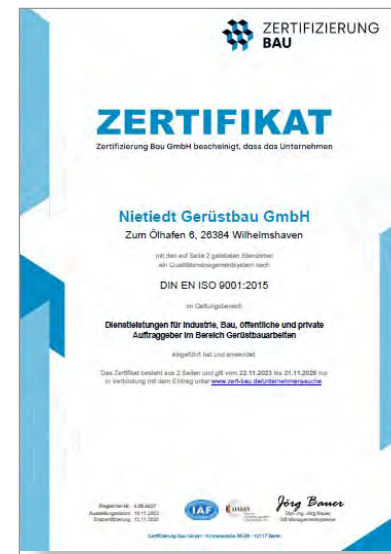 ZERTIFIZIERUNG
BAU
ZERTIFIKAT
Zertifizierung Bau GmbH bescheinigt, dass das Unternehmen
Nietiedt Gerüstbau GmbH
Zum Ölhafen 6, 26384 Wilhelmshaven
mit den auf Seite 2 gelisteten Standorten
ein Qualitätsmanagementsystem nach
DIN EN ISO 9001:2015
im Geltungsbereich
Dienstleistungen für Industrie, Bau, öffentliche und private
Auftraggeber im Bereich Gerüstbauarbeiten
eingeführt hat und anwendet.
Das Zertifikat besteht aus 2 Seiten und gilt vom 22.11.2023 bis 21.11.2026 nur
in Verbindung mit dem Eintrag unter www.zert-bau.de/unternehmenssuche
IAF
DAkkS
Jörg Bauer